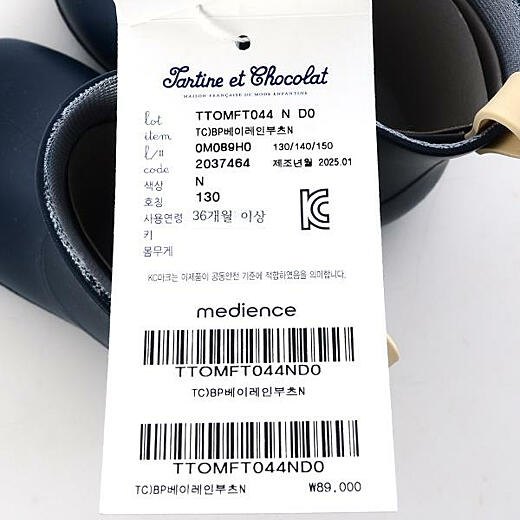 Tartine et Chocolat
MAISON FRANÇAISE DE MODE ENFANTINE
lot TTOMFT044 N D0
item TC)BP베이레인부츠N
l/# 0M089H0 130/140/150
code 2037464 제조년월 2025.01
색상 N
호칭 130
사용연령 36개월 이상
키
몸무게
KC마크는 이제품이 공통안전 기준에 적합하였음을 의미합니다.
medience
TTOMFT044ND0
TC)BP베이레인부츠N
TTOMFT044ND0
TC)BP베이레인부츠N ₩89,000